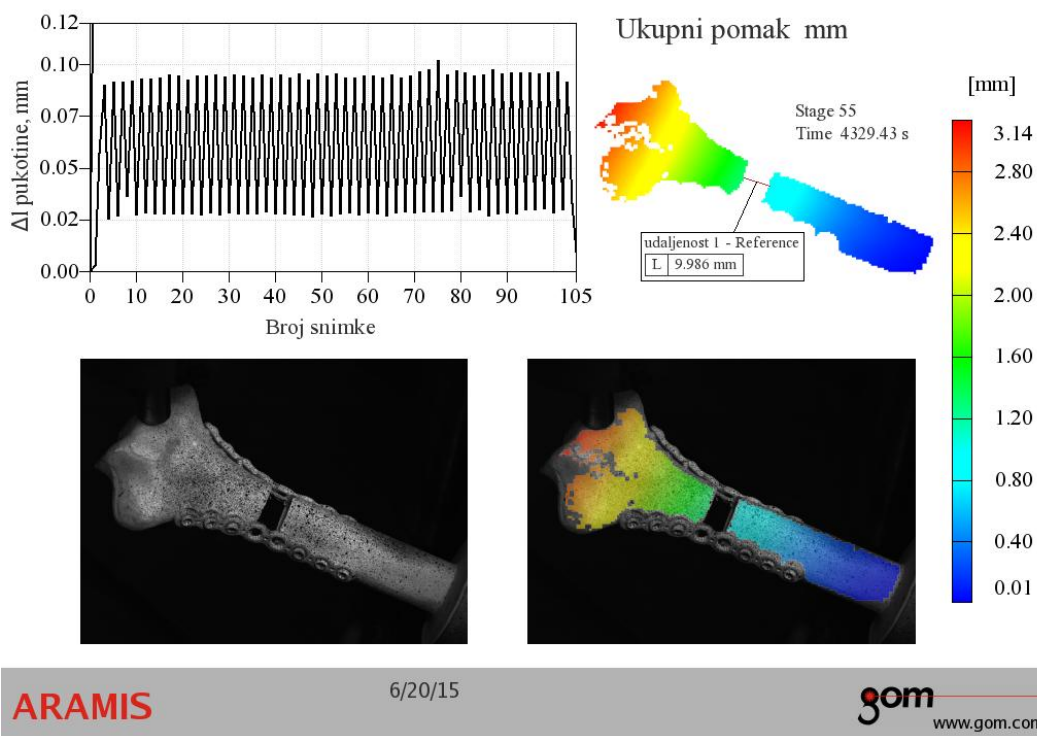 Ukupni pomak mm
0.12
0.10
0.07
0.05
0.02
0.00
Δl pukotine, mm
0 10 20 30 40 50 60 70 80 90 105
Broj snimke
Stage 55
Time 4329.43 s
udaljenost 1 - Reference
L 9.986 mm
[mm]
3.14
2.80
2.40
2.00
1.60
1.20
0.80
0.40
0.01
ARAMIS
6/20/15
gom
www.gom.com